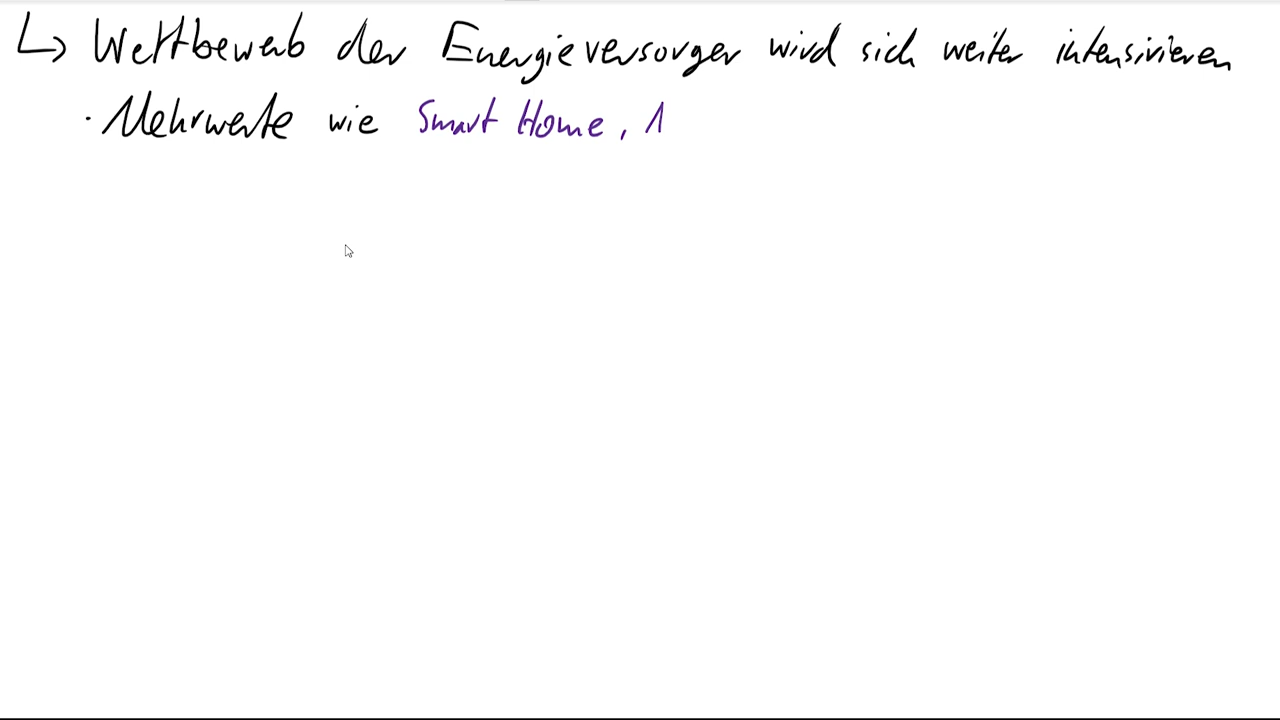 ↳ Wettbewerb der Energieversorger wird sich weiter intensivieren
· Mehrwerte wie Smart Home,